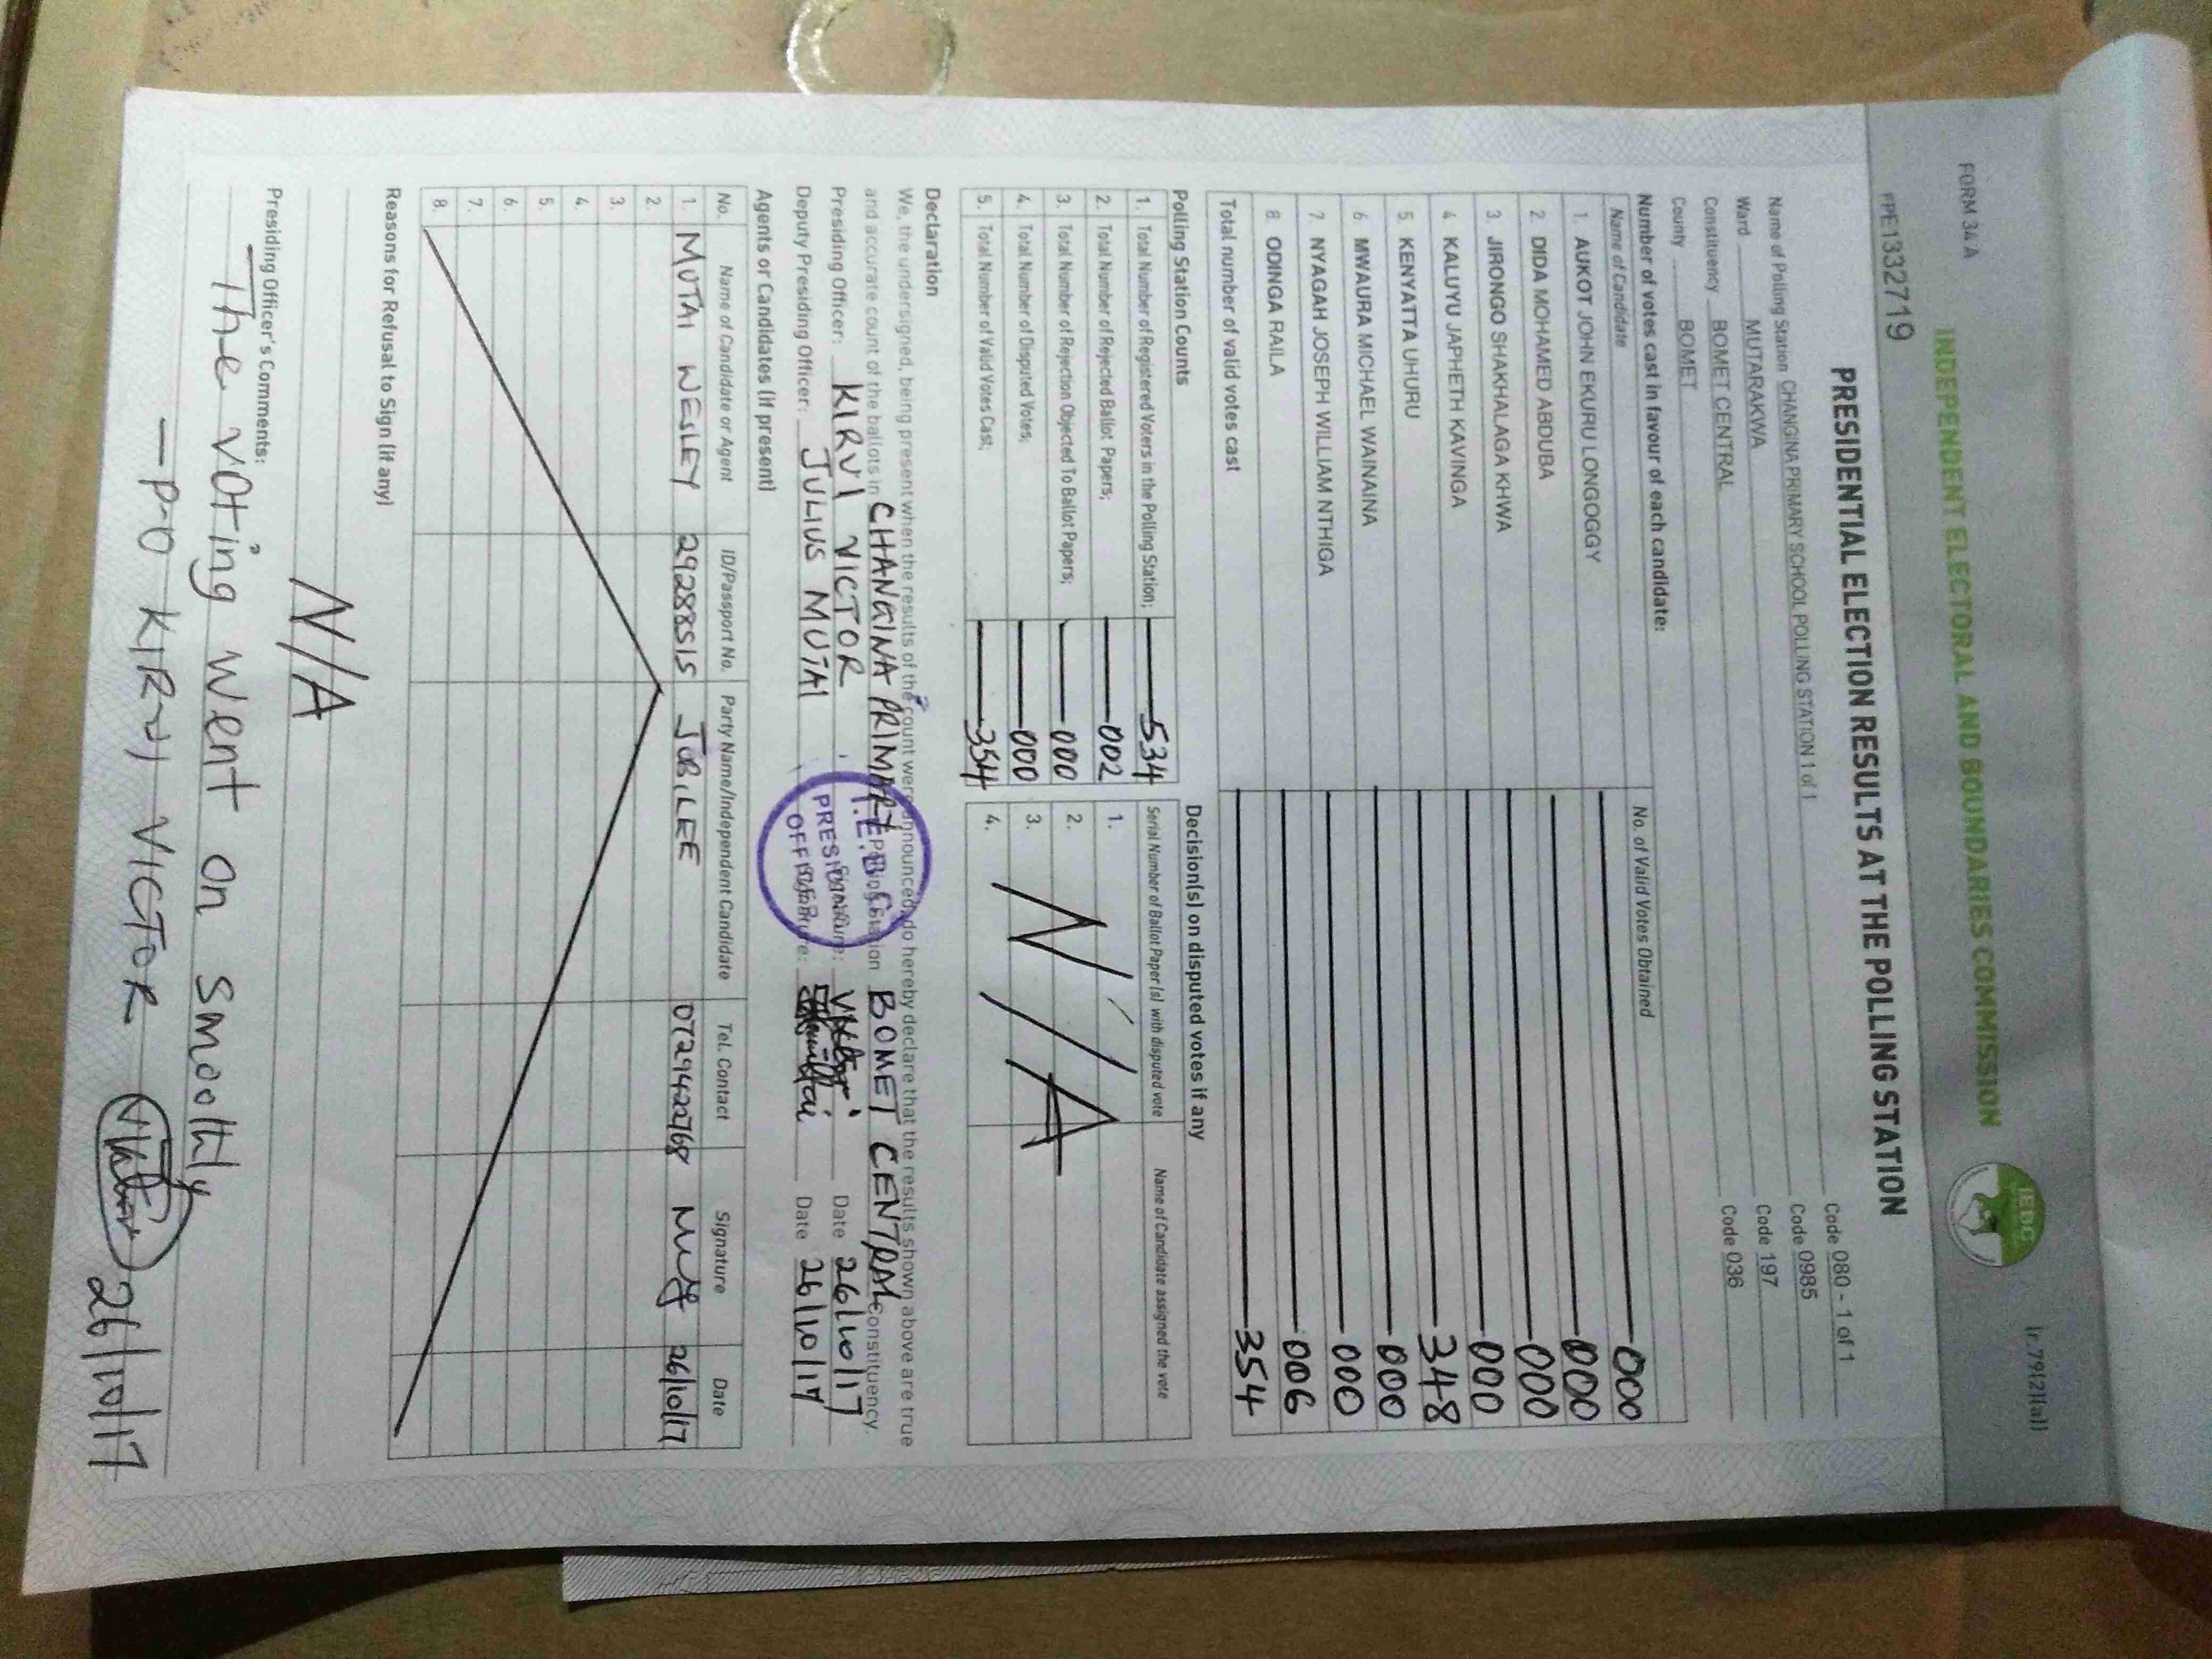 FORM 34 A
(r.79(2)(a))
INDEPENDENT ELECTORAL AND BOUNDARIES COMMISSION
IEBC
PPE1332719
PRESIDENTIAL ELECTION RESULTS AT THE POLLING STATION
Name of Polling Station CHANGINA PRIMARY SCHOOL POLLING STATION 1 of 1 Code 080 - 1 of 1
Ward MUTARAKWA Code 0985
Constituency BOMET CENTRAL Code 197
County BOMET Code 036
Number of votes cast in favour of each candidate:
Name of Candidate No. of Valid Votes Obtained
1. AUKOT JOHN EKURU LONGOGGY 000
2. DIDA MOHAMED ABDUBA 000
3. JIRONGO SHAKHALAGA KHWA 000
4 KALUYU JAPHETH KAVINGA 000
5 KENYATTA UHURU 348
6 MWAURA MICHAEL WAINAINA 000
7. NYAGAH JOSEPH WILLIAM NTHIGA 000
8. ODINGA RAILA 006
Total number of valid votes cast 354
Polling Station Counts
1. Total Number of Registered Voters in the Polling Station; 534
2. Total Number of Rejected Ballot Papers; 002
3. Total Number of Rejection Objected To Ballot Papers; 000
4. Total Number of Disputed Votes; 000
5. Total Number of Valid Votes Cast; 354
Decision(s) on disputed votes if any
Serial Number of Ballot Paper(s) with disputed vote Name of Candidate assigned the vote
1.
2.
3.
4.
N/A
Declaration
We, the undersigned, being present when the results of the count were announced, do hereby declare that the results shown above are true
and accurate count of the ballots in CHANGINA PRIMARY Polling Station BOMET CENTRAL Constituency.
Presiding Officer: KIRUI VICTOR Signature: Date 26/10/17
Deputy Presiding Officer: JULIUS MUTAI Signature: Date 26/10/17
I.E.B.C
PRESIDING
OFFICER
Agents or Candidates (if present)
No. Name of Candidate or Agent ID/Passport No. Party Name/Independent Candidate Tel. Contact Signature Date
1. MUTAI WESLEY 29288515 JUBILEE 0729422768 26/10/17
2.
3.
4.
5.
6.
7.
8.
Reasons for Refusal to Sign (if any)
N/A
Presiding Officer's Comments:
The voting went on smoothly
- P.O KIRUI VICTOR 26/10/17